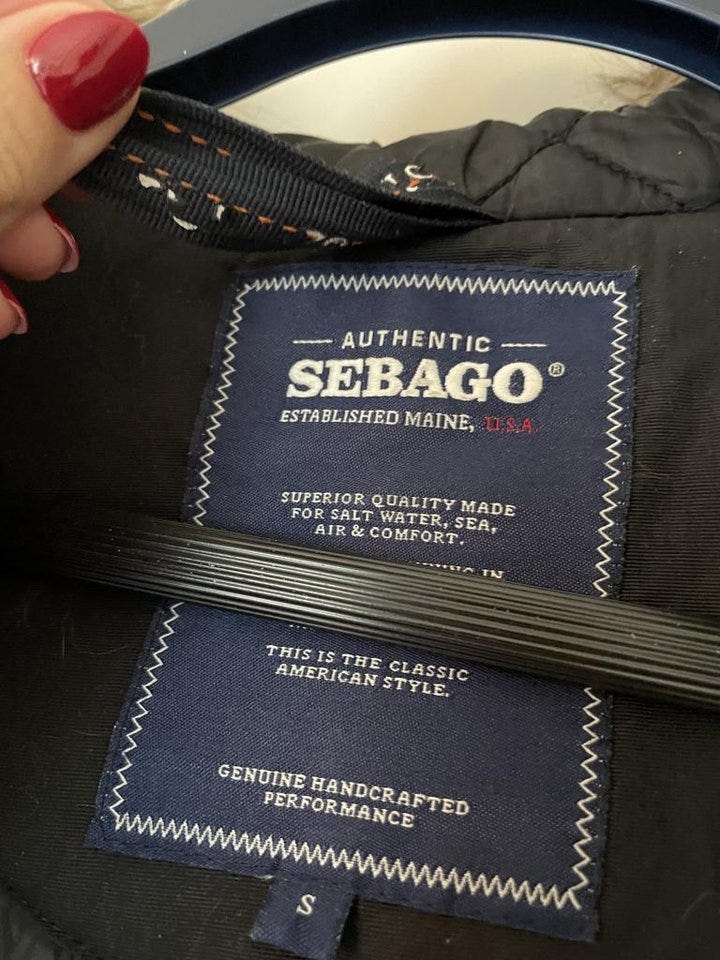 AUTHENTIC
SEBAGO®
ESTABLISHED MAINE, U.S.A
SUPERIOR QUALITY MADE
FOR SALT WATER, SEA,
AIR & COMFORT.
IN
THIS IS THE CLASSIC
AMERICAN STYLE.
GENUINE HANDCRAFTED
PERFORMANCE
S